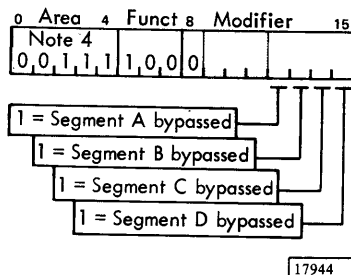 0 Area 4 Funct 8 Modifier 15
Note 4
0 0 1 1 1 1 0 0 0 0
1 = Segment A bypassed
1 = Segment B bypassed
1 = Segment C bypassed
1 = Segment D bypassed
17944